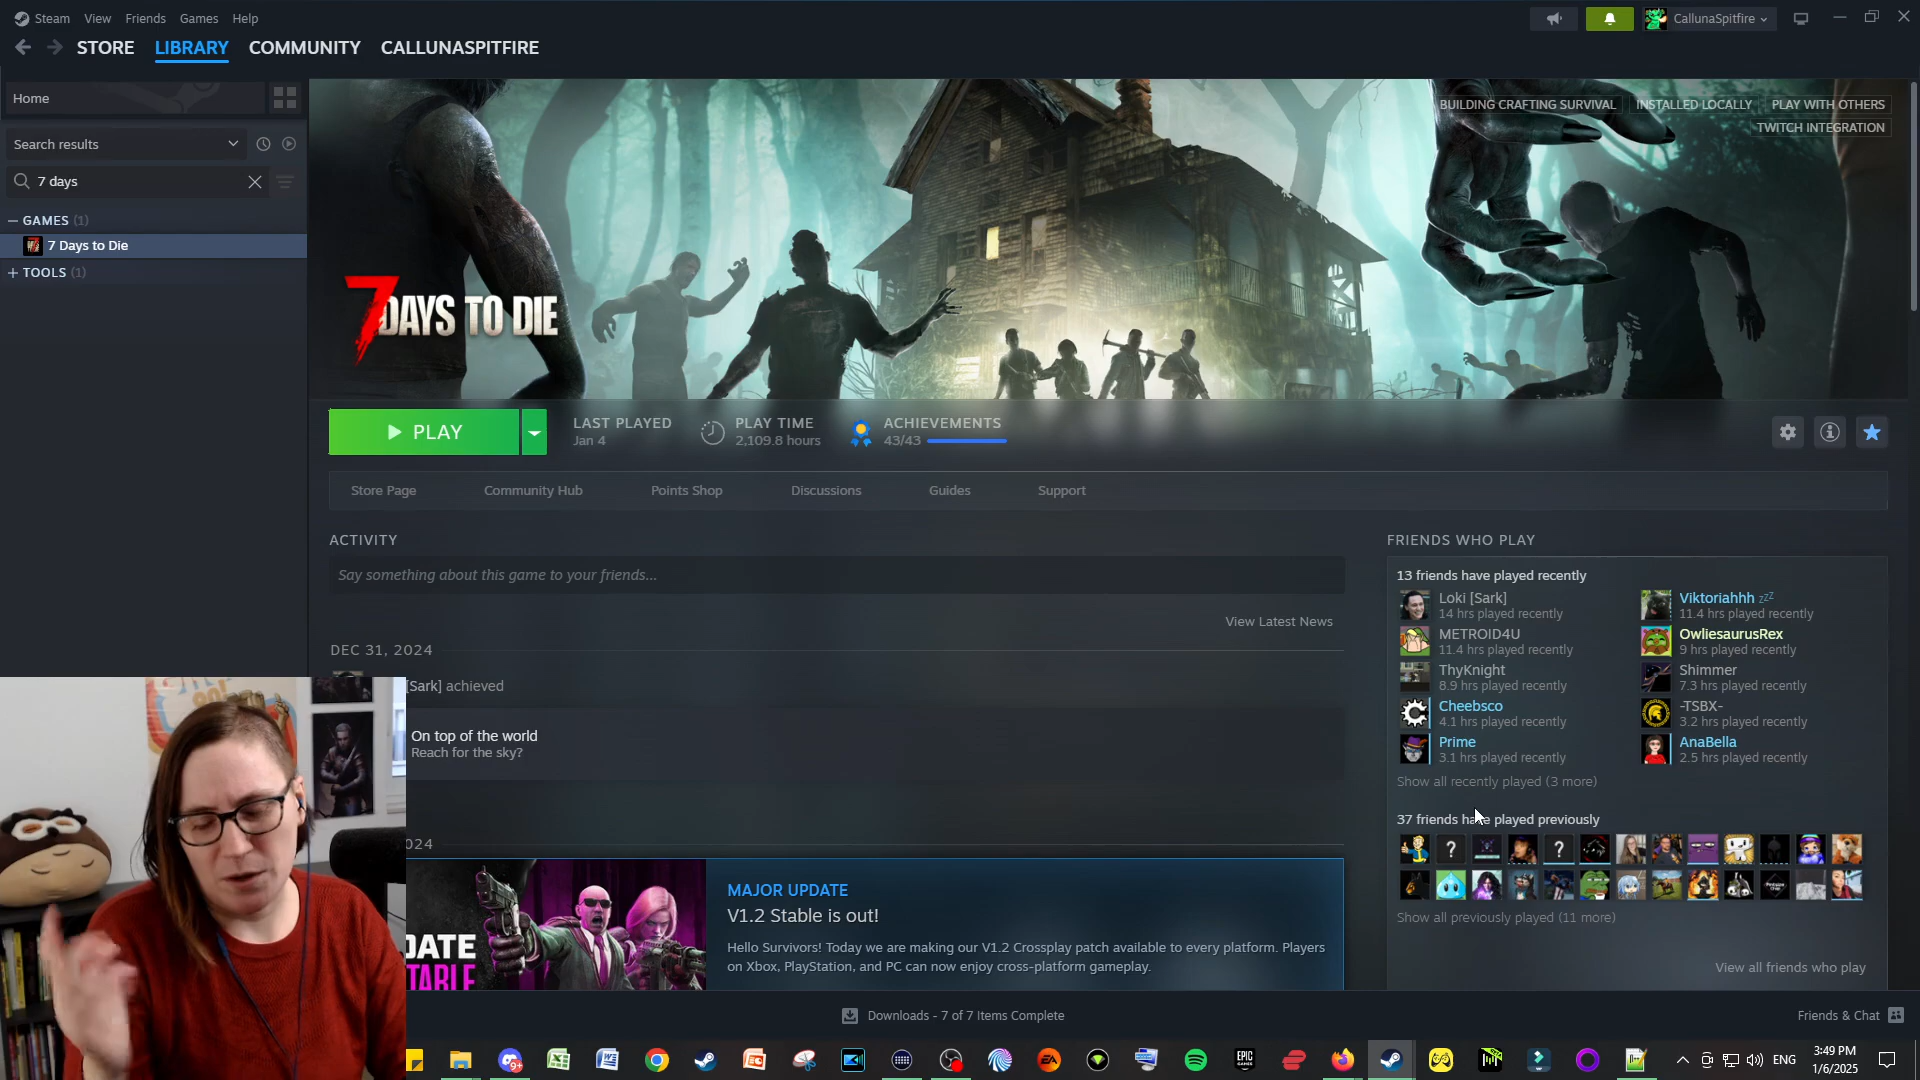 Steam View Friends Games Help
CallunaSpitfire
STORE LIBRARY COMMUNITY CALLUNASPITFIRE
Home
Search results
7 days
GAMES (1)
7 Days to Die
TOOLS (1)
BUILDING CRAFTING SURVIVAL INSTALLED LOCALLY PLAY WITH OTHERS
TWITCH INTEGRATION
7 DAYS TO DIE
PLAY
LAST PLAYED
Jan 4
PLAY TIME
2,109.8 hours
ACHIEVEMENTS
43/43
Store Page Community Hub Points Shop Discussions Guides Support
ACTIVITY
Say something about this game to your friends...
View Latest News
DEC 31, 2024
[Sark] achieved
On top of the world
Reach for the sky?
024
DATE
TABLE
MAJOR UPDATE
V1.2 Stable is out!
Hello Survivors! Today we are making our V1.2 Crossplay patch available to every platform. Players
on Xbox, PlayStation, and PC can now enjoy cross-platform gameplay.
FRIENDS WHO PLAY
13 friends have played recently
Loki [Sark]
14 hrs played recently
Viktoriahhh zzz
11.4 hrs played recently
METROID4U
11.4 hrs played recently
OwliesaurusRex
9 hrs played recently
ThyKnight
8.9 hrs played recently
Shimmer
7.3 hrs played recently
Cheebsco
4.1 hrs played recently
-TSBX-
3.2 hrs played recently
Prime
3.1 hrs played recently
AnaBella
2.5 hrs played recently
Show all recently played (3 more)
37 friends have played previously
Show all previously played (11 more)
View all friends who play
Downloads - 7 of 7 Items Complete
Friends & Chat
9+
EA
EPIC
GAMES
ENG
3:49 PM
1/6/2025